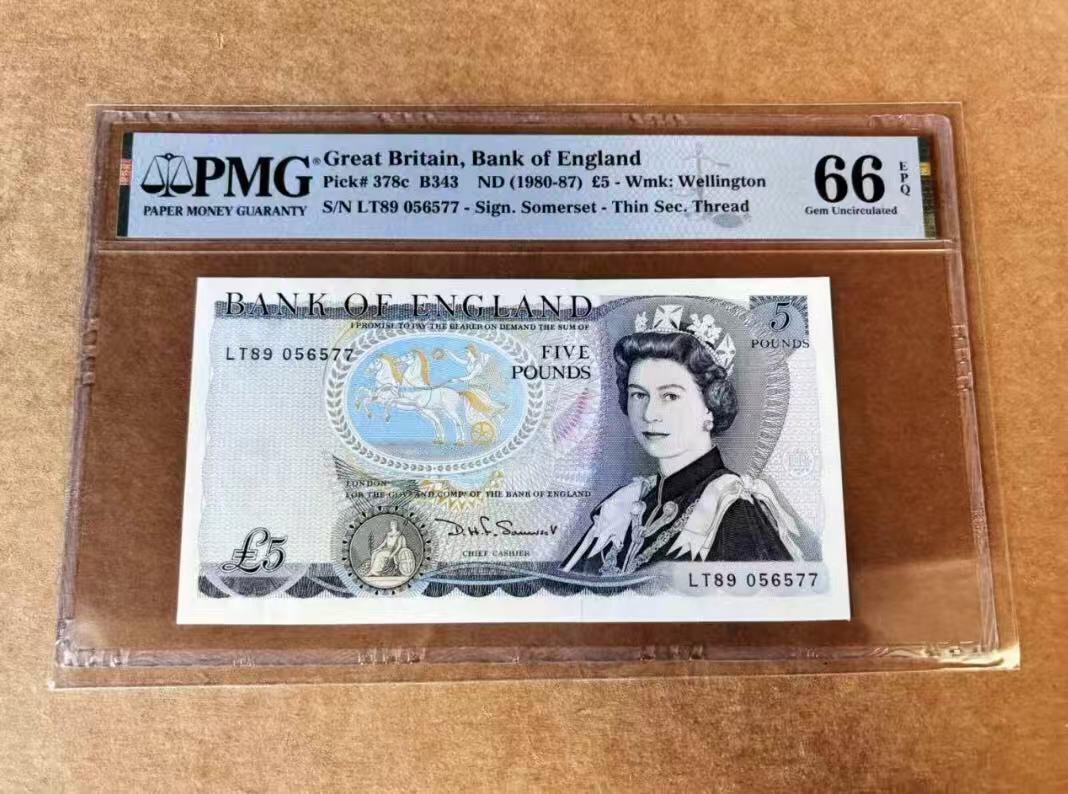 PMG®
PAPER MONEY GUARANTY
Great Britain, Bank of England
Pick# 378c B343 ND (1980-87) £5 - Wmk: Wellington
S/N LT89 056577 - Sign. Somerset - Thin Sec. Thread
66 EPQ
Gem Uncirculated
BANK OF ENGLAND
I PROMISE TO PAY THE BEARER ON DEMAND THE SUM OF
5
POUNDS
LT89 056577
FIVE
POUNDS
LONDON
FOR THE GOVR AND COMPA OF THE BANK OF ENGLAND
£5
CHIEF CASHIER
LT89 056577